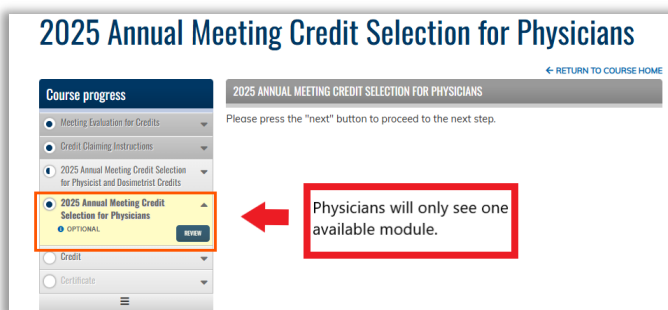 2025 Annual Meeting Credit Selection for Physicians
← RETURN TO COURSE HOME
Course progress
Meeting Evaluation for Credits
Credit Claiming Instructions
2025 Annual Meeting Credit Selection
for Physicist and Dosimetrist Credits
2025 Annual Meeting Credit
Selection for Physicians
OPTIONAL
REVIEW
Credit
Certificate
2025 ANNUAL MEETING CREDIT SELECTION FOR PHYSICIANS
Please press the "next" button to proceed to the next step.
Physicians will only see one
available module.